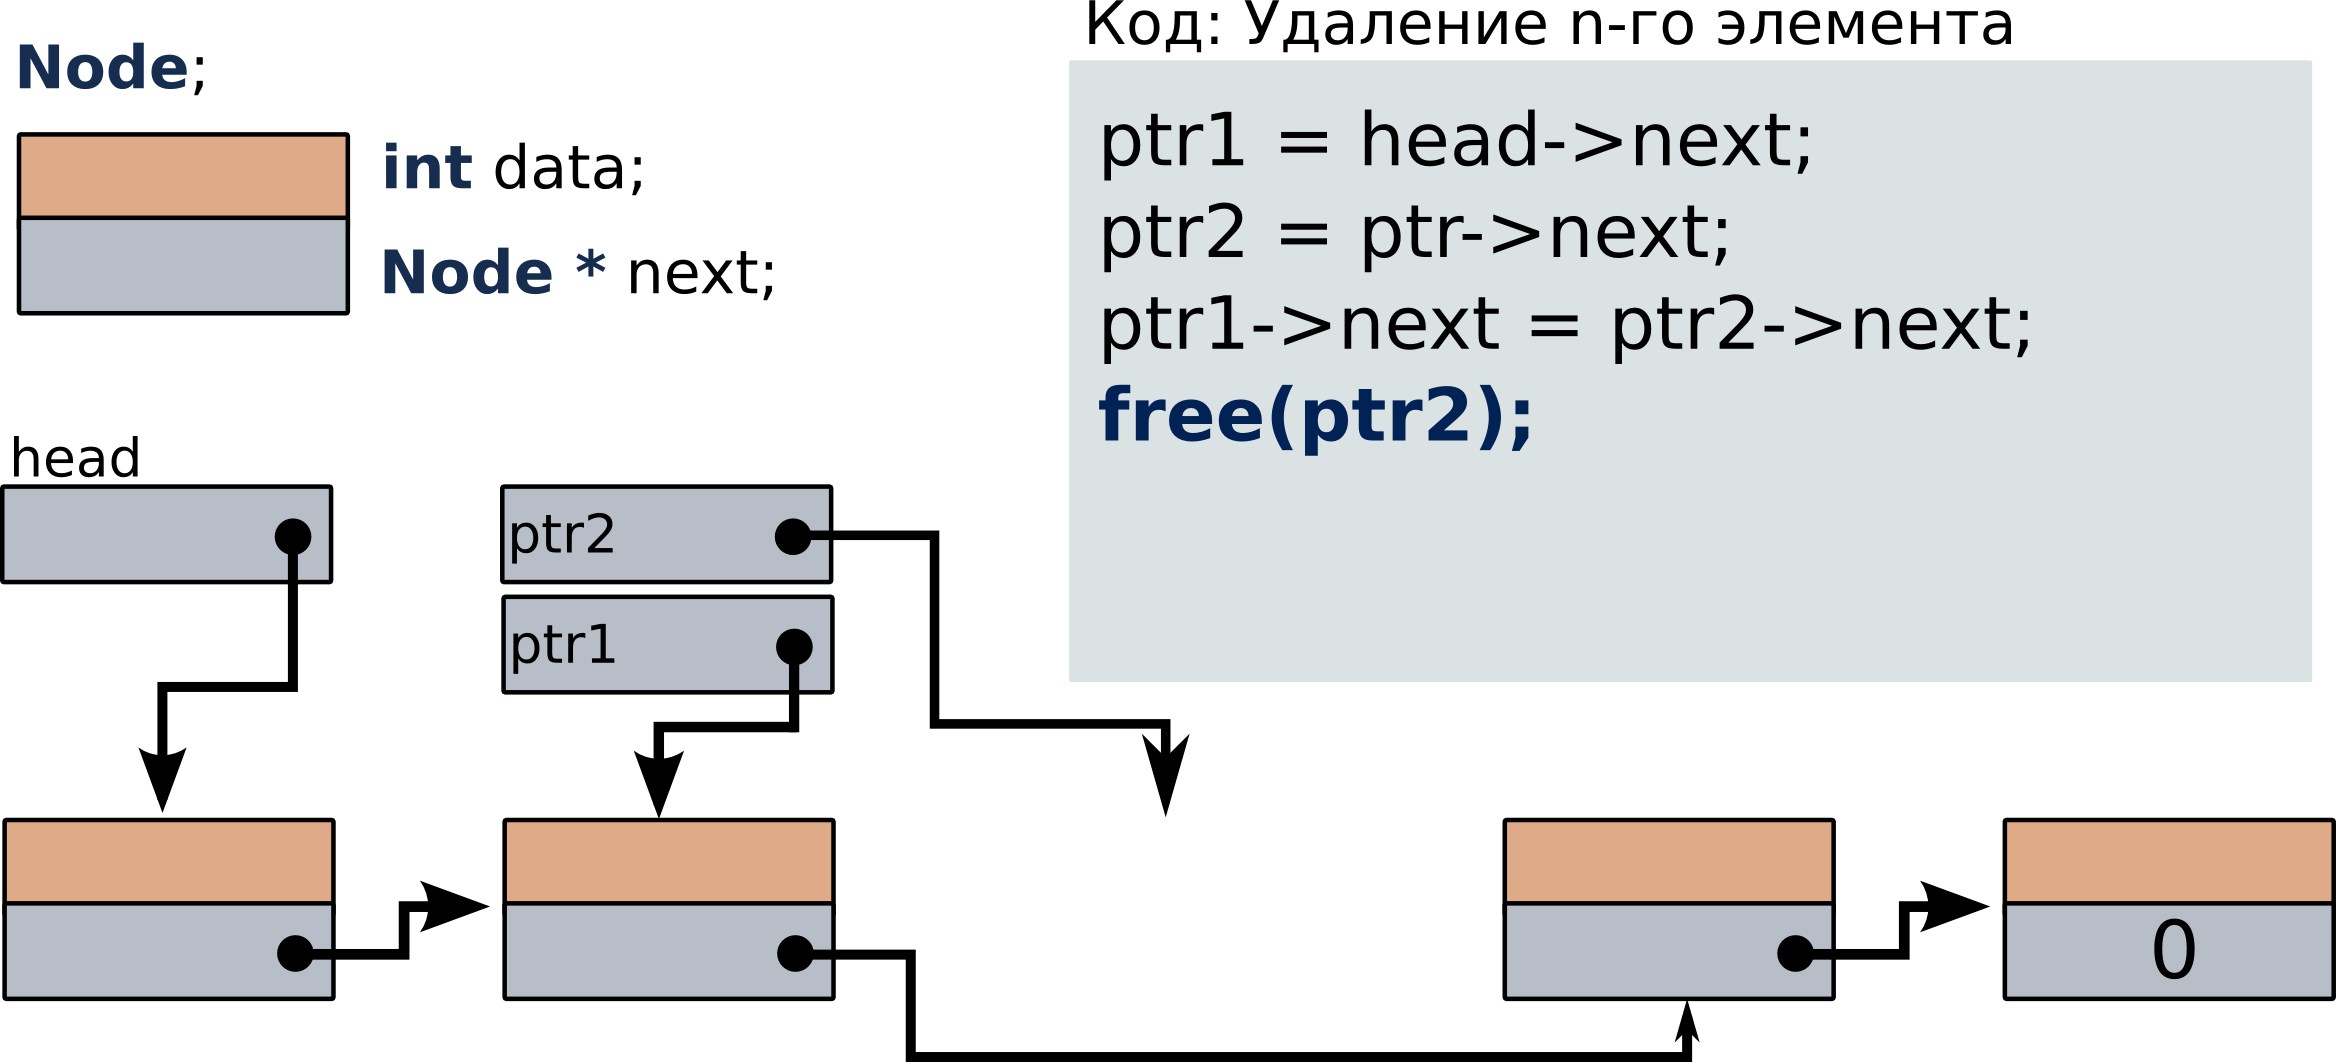 Node;
int data;
Node * next;
Код: Удаление n-го элемента
ptr1 = head->next;
ptr2 = ptr->next;
ptr1->next = ptr2->next;
free(ptr2);
head
ptr2
ptr1
0